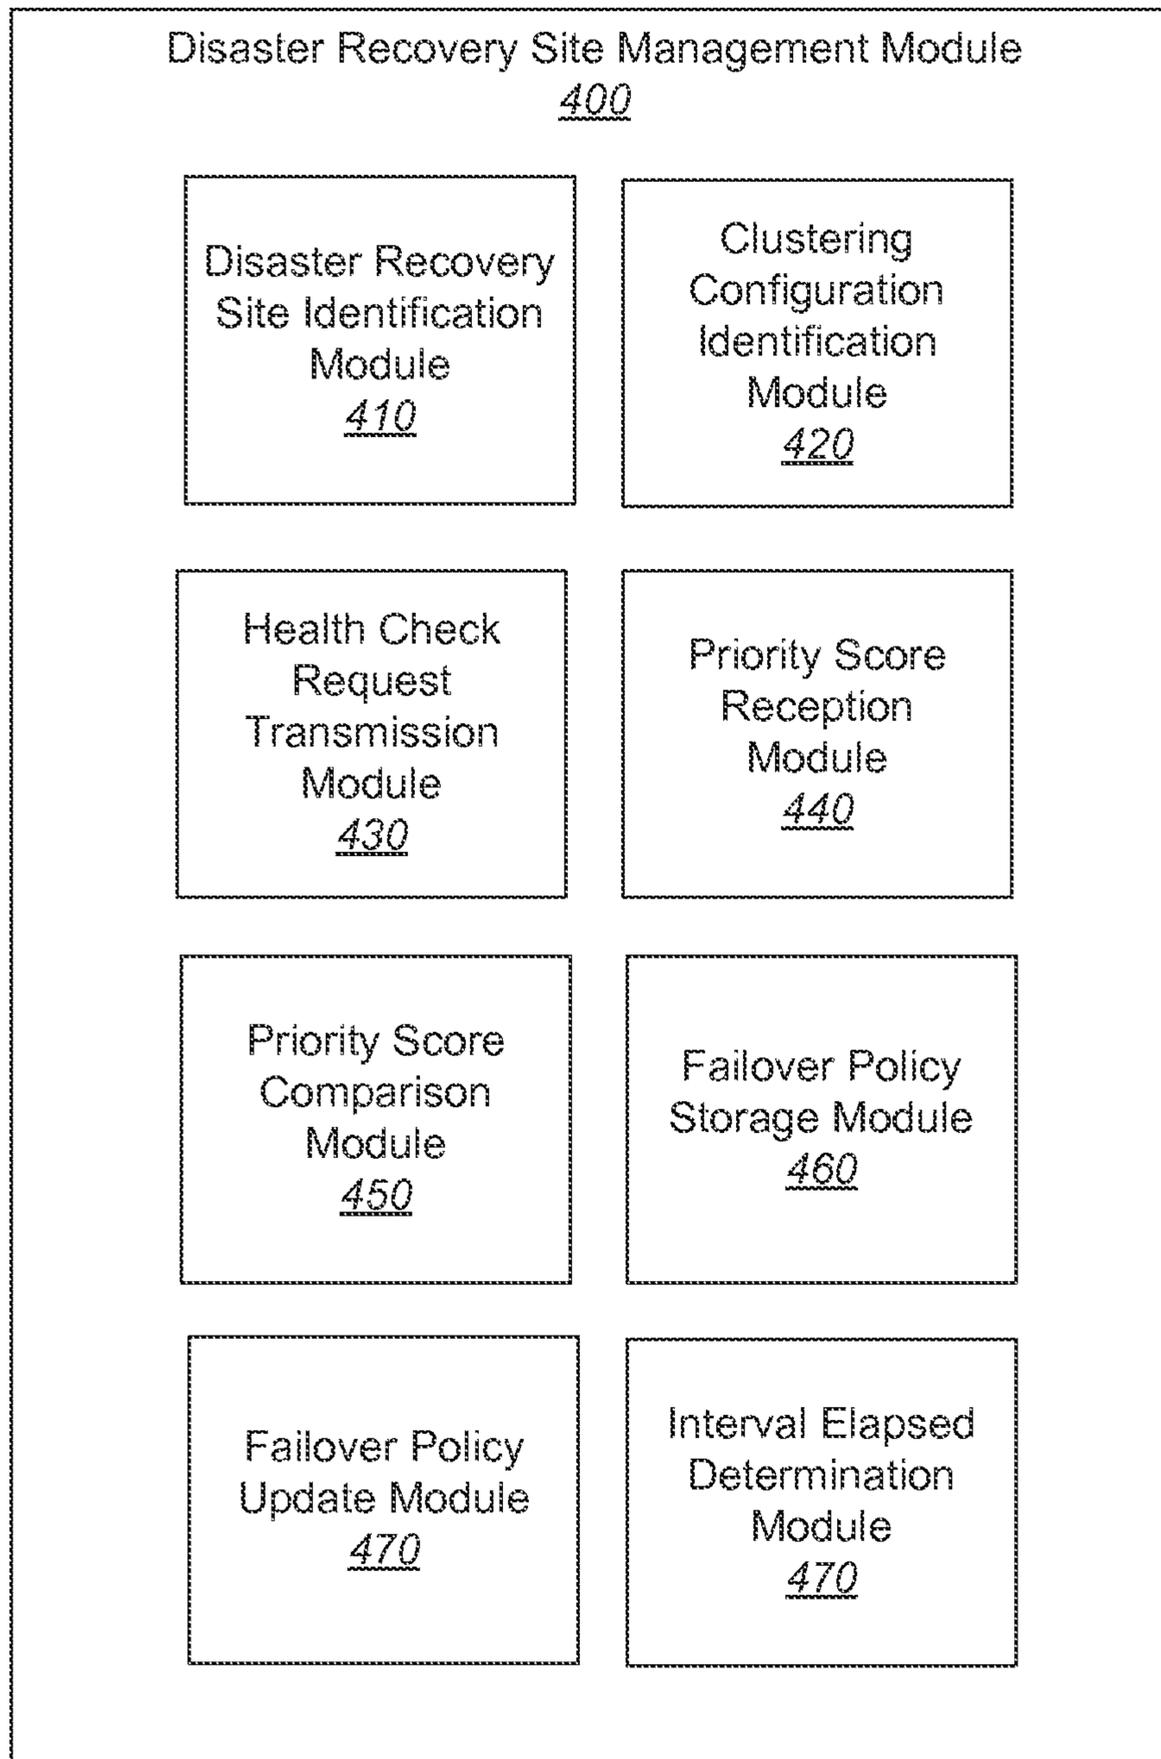 Disaster Recovery Site Management Module
400
Disaster Recovery
Site Identification
Module
410
Clustering
Configuration
Identification
Module
420
Health Check
Request
Transmission
Module
430
Priority Score
Reception
Module
440
Priority Score
Comparison
Module
450
Failover Policy
Storage Module
460
Failover Policy
Update Module
470
Interval Elapsed
Determination
Module
470